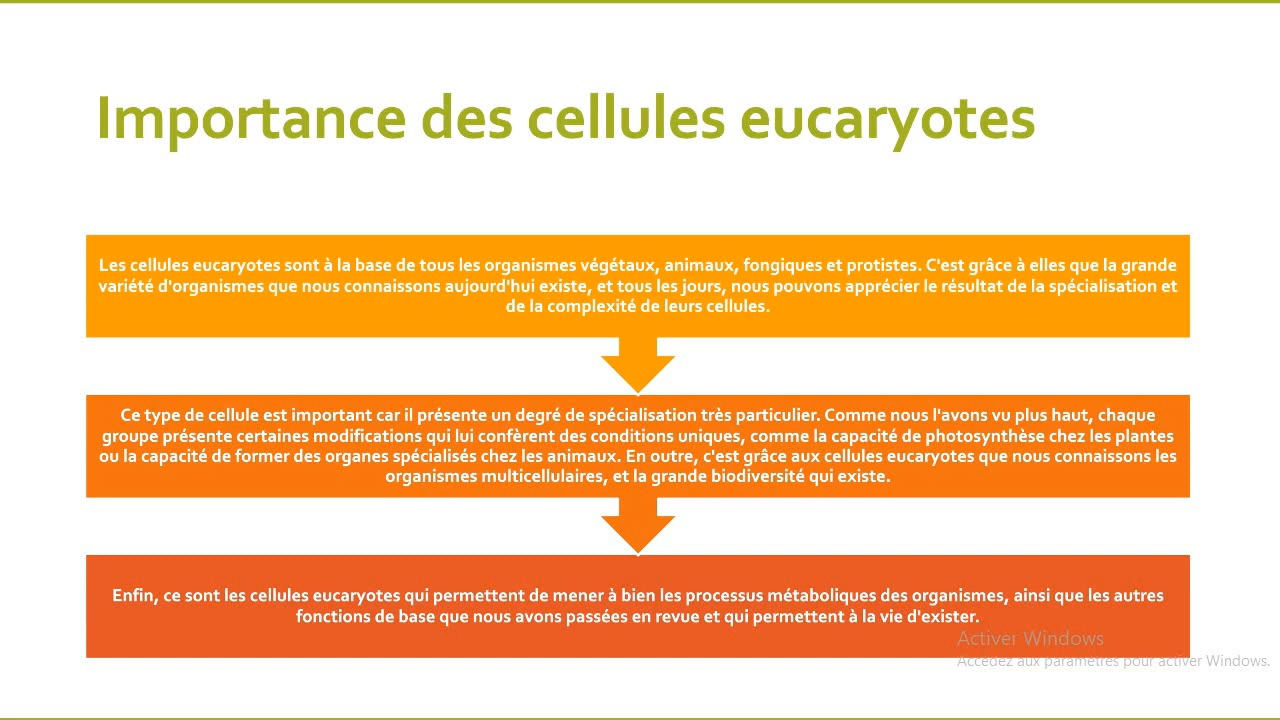 Importance des cellules eucaryotes
Les cellules eucaryotes sont à la base de tous les organismes végétaux, animaux, fongiques et protistes. C'est grâce à elles que la grande
variété d'organismes que nous connaissons aujourd'hui existe, et tous les jours, nous pouvons apprécier le résultat de la spécialisation et
de la complexité de leurs cellules.
Ce type de cellule est important car il présente un degré de spécialisation très particulier. Comme nous l'avons vu plus haut, chaque
groupe présente certaines modifications qui lui confèrent des conditions uniques, comme la capacité de photosynthèse chez les plantes
ou la capacité de former des organes spécialisés chez les animaux. En outre, c'est grâce aux cellules eucaryotes que nous connaissons les
organismes multicellulaires, et la grande biodiversité qui existe.
Enfin, ce sont les cellules eucaryotes qui permettent de mener à bien les processus métaboliques des organismes, ainsi que les autres
fonctions de base que nous avons passées en revue et qui permettent à la vie d'exister.
Activer Windows
Accédez aux paramètres pour activer Windows.